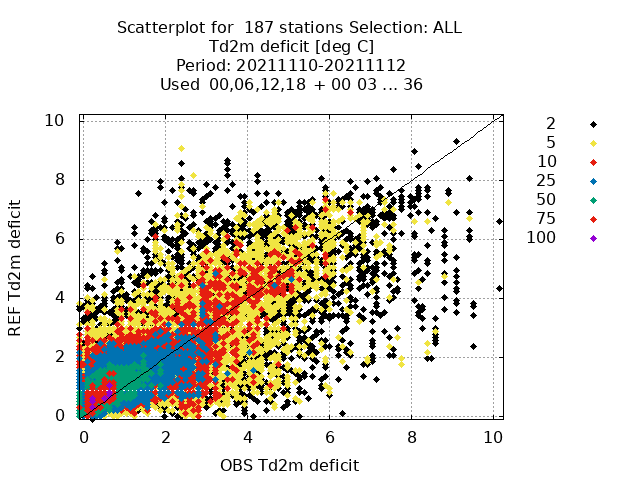 Scatterplot for  187 stations Selection: ALL
Td2m deficit [deg C]
Period: 20211110-20211112
Used  00,06,12,18 + 00 03 ... 36
10
8
6
4
2
0
0 2 4 6 8 10
REF Td2m deficit
OBS Td2m deficit
2
5
10
25
50
75
100